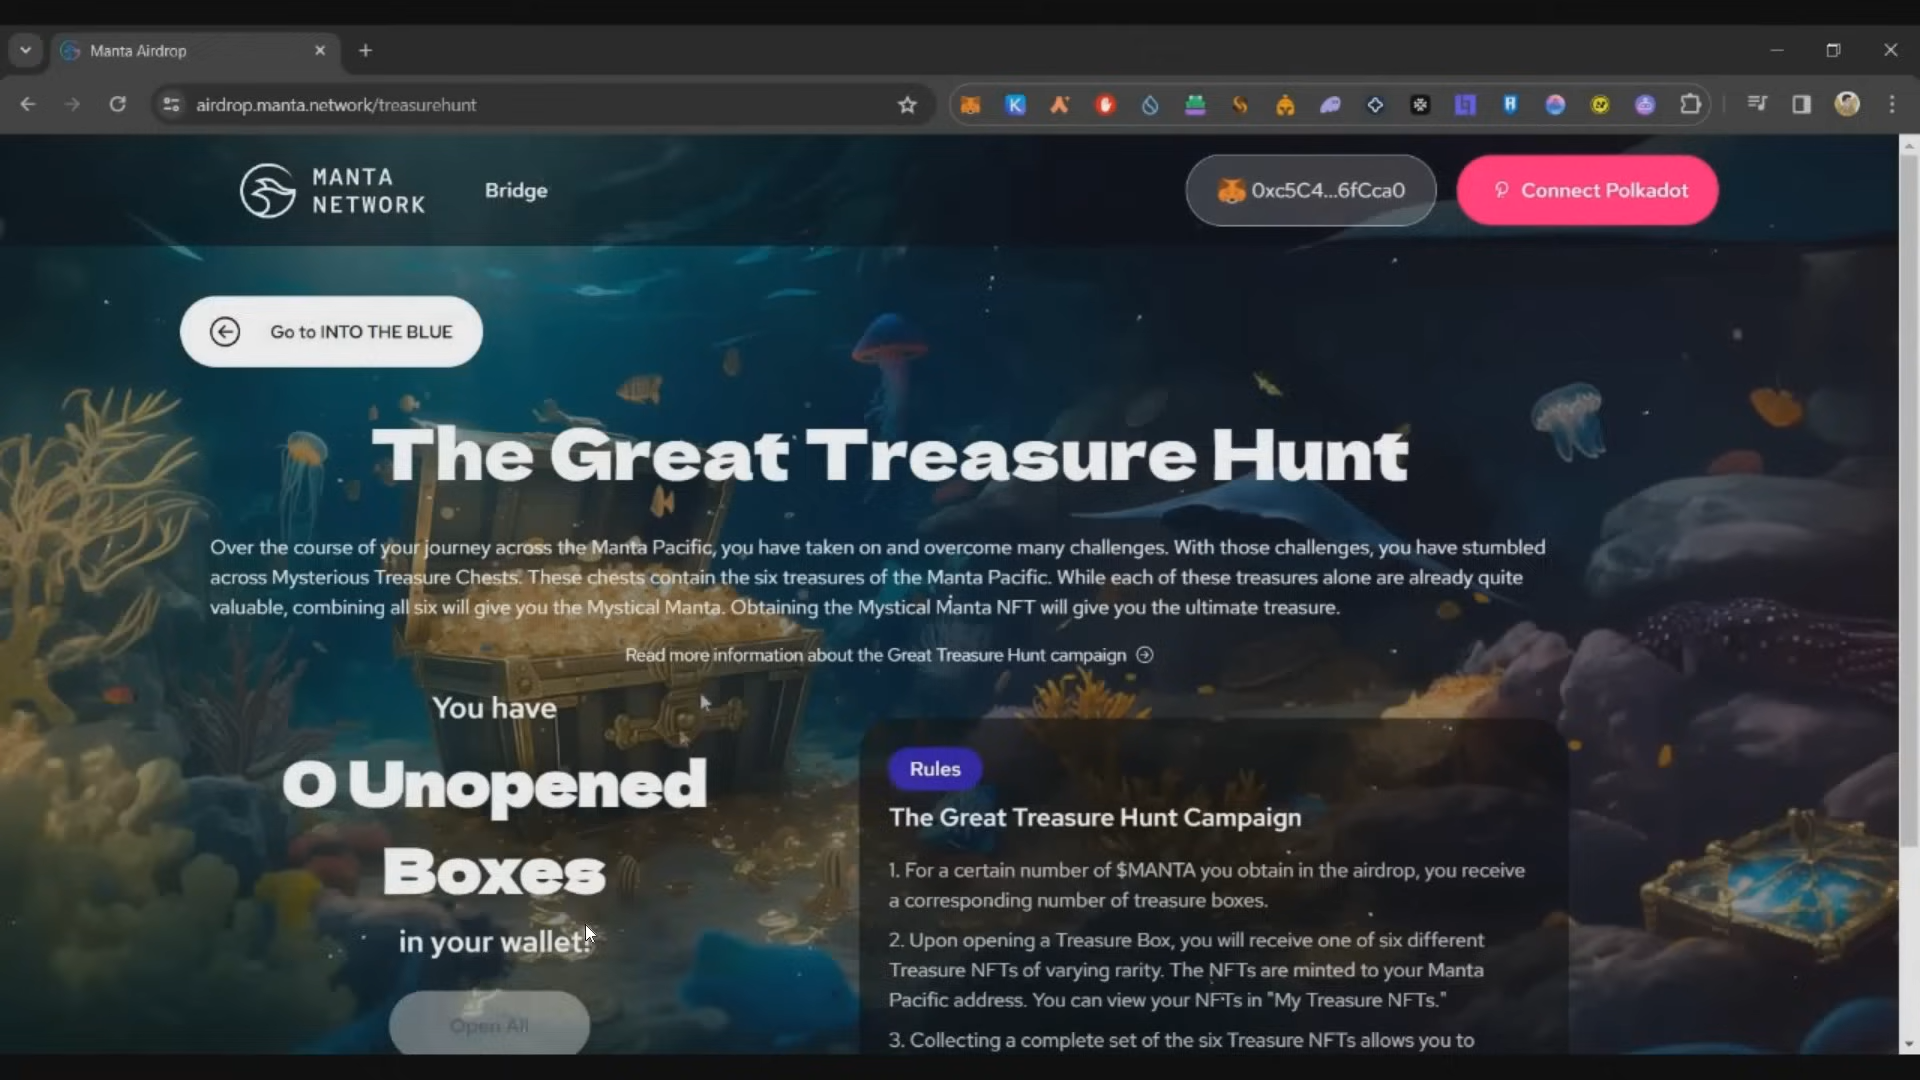 Manta Airdrop
airdrop.manta.network/treasurehunt
MANTA
NETWORK
Bridge
0xc5C4...6fCca0
Connect Polkadot
Go to INTO THE BLUE
The Great Treasure Hunt
Over the course of your journey across the Manta Pacific, you have taken on and overcome many challenges. With those challenges, you have stumbled
across Mysterious Treasure Chests. These chests contain the six treasures of the Manta Pacific. While each of these treasures alone are already quite
valuable, combining all six will give you the Mystical Manta. Obtaining the Mystical Manta NFT will give you the ultimate treasure.
Read more information about the Great Treasure Hunt campaign
You have
0 Unopened
Boxes
in your wallet!
Open All
Rules
The Great Treasure Hunt Campaign
1. For a certain number of $MANTA you obtain in the airdrop, you receive
a corresponding number of treasure boxes.
2. Upon opening a Treasure Box, you will receive one of six different
Treasure NFTs of varying rarity. The NFTs are minted to your Manta
Pacific address. You can view your NFTs in "My Treasure NFTs."
3. Collecting a complete set of the six Treasure NFTs allows you to